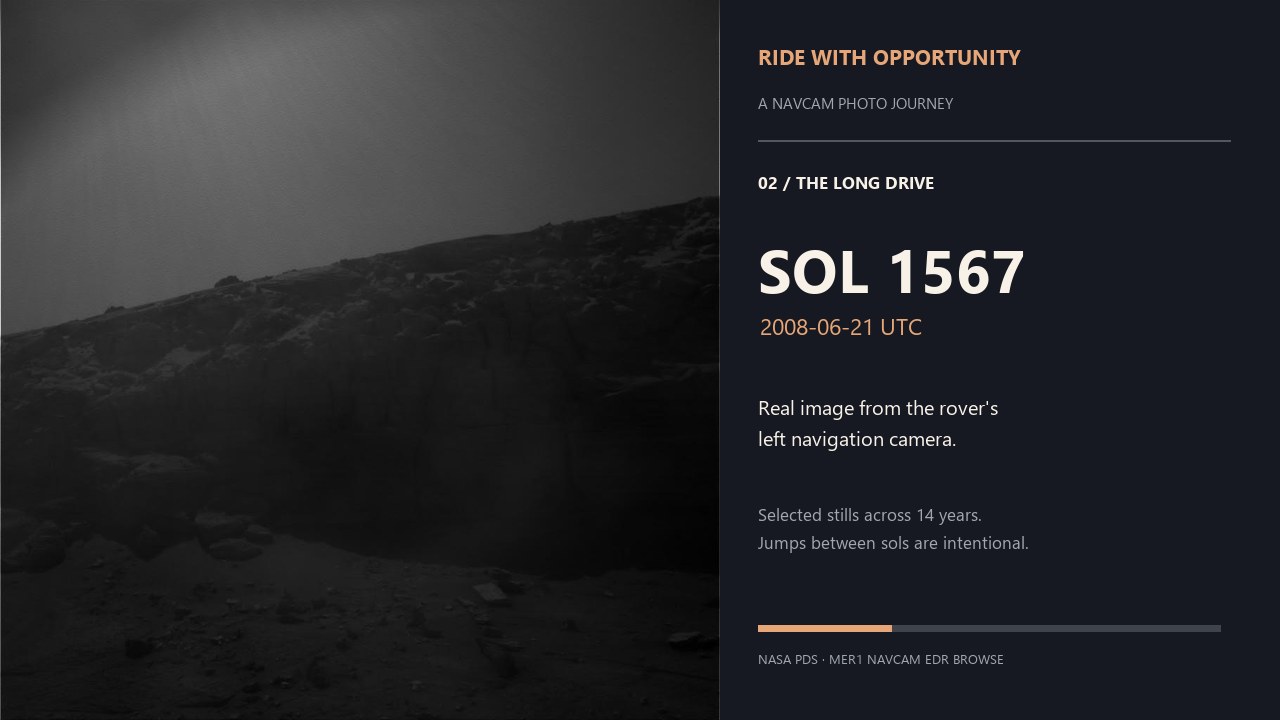 RIDE WITH OPPORTUNITY
A NAVCAM PHOTO JOURNEY
02 / THE LONG DRIVE
SOL 1567
2008-06-21 UTC
Real image from the rover's
left navigation camera.
Selected stills across 14 years.
Jumps between sols are intentional.
NASA PDS · MER1 NAVCAM EDR BROWSE